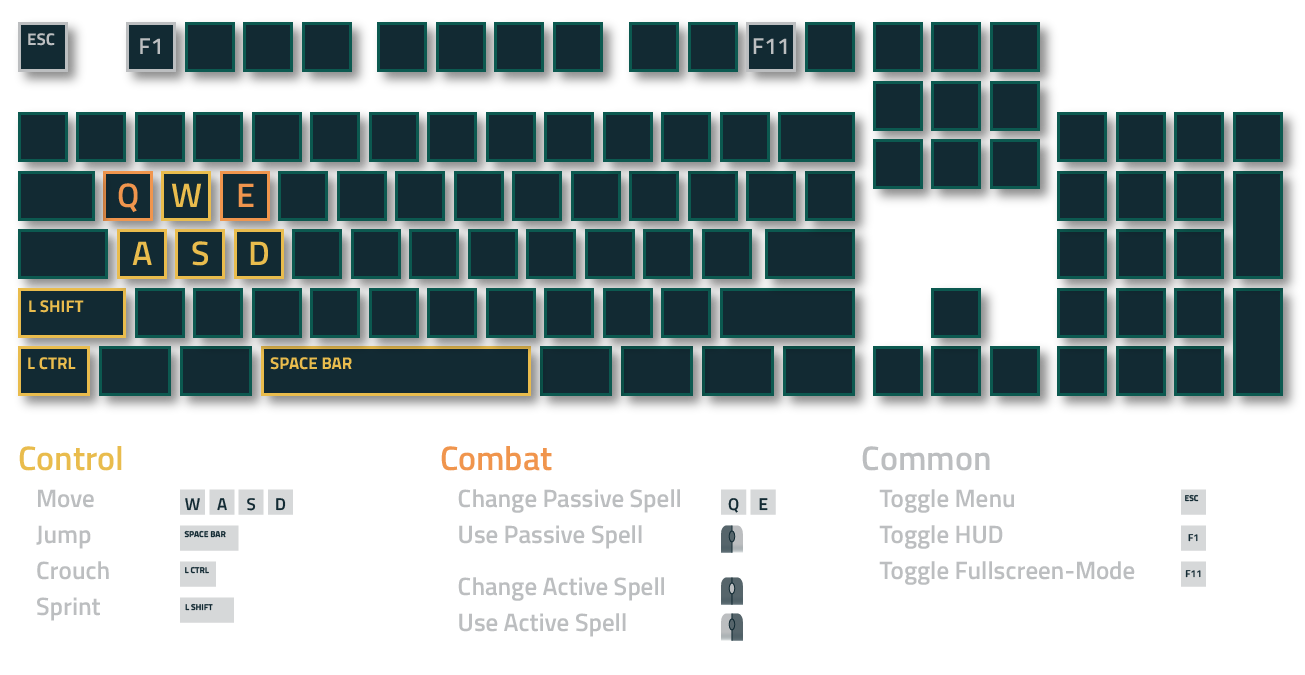 ESC F1 F11
Q W E
A S D
L SHIFT
L CTRL SPACE BAR
Control
Move W A S D
Jump SPACE BAR
Crouch L CTRL
Sprint L SHIFT
Combat
Change Passive Spell Q E
Use Passive Spell
Change Active Spell
Use Active Spell
Common
Toggle Menu ESC
Toggle HUD F1
Toggle Fullscreen-Mode F11